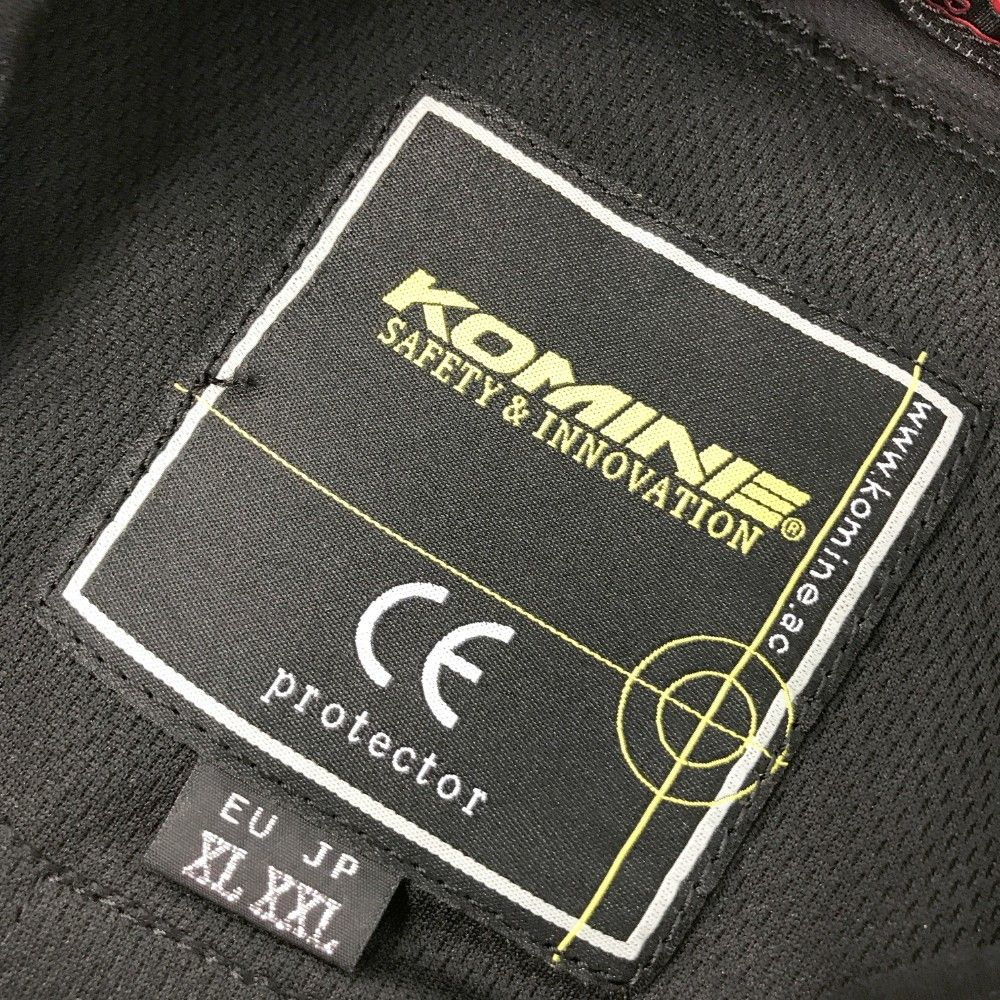 KOMINE®
SAFETY & INNOVATION
www.komine.ac
CE
protector
EU JP
XL XXL